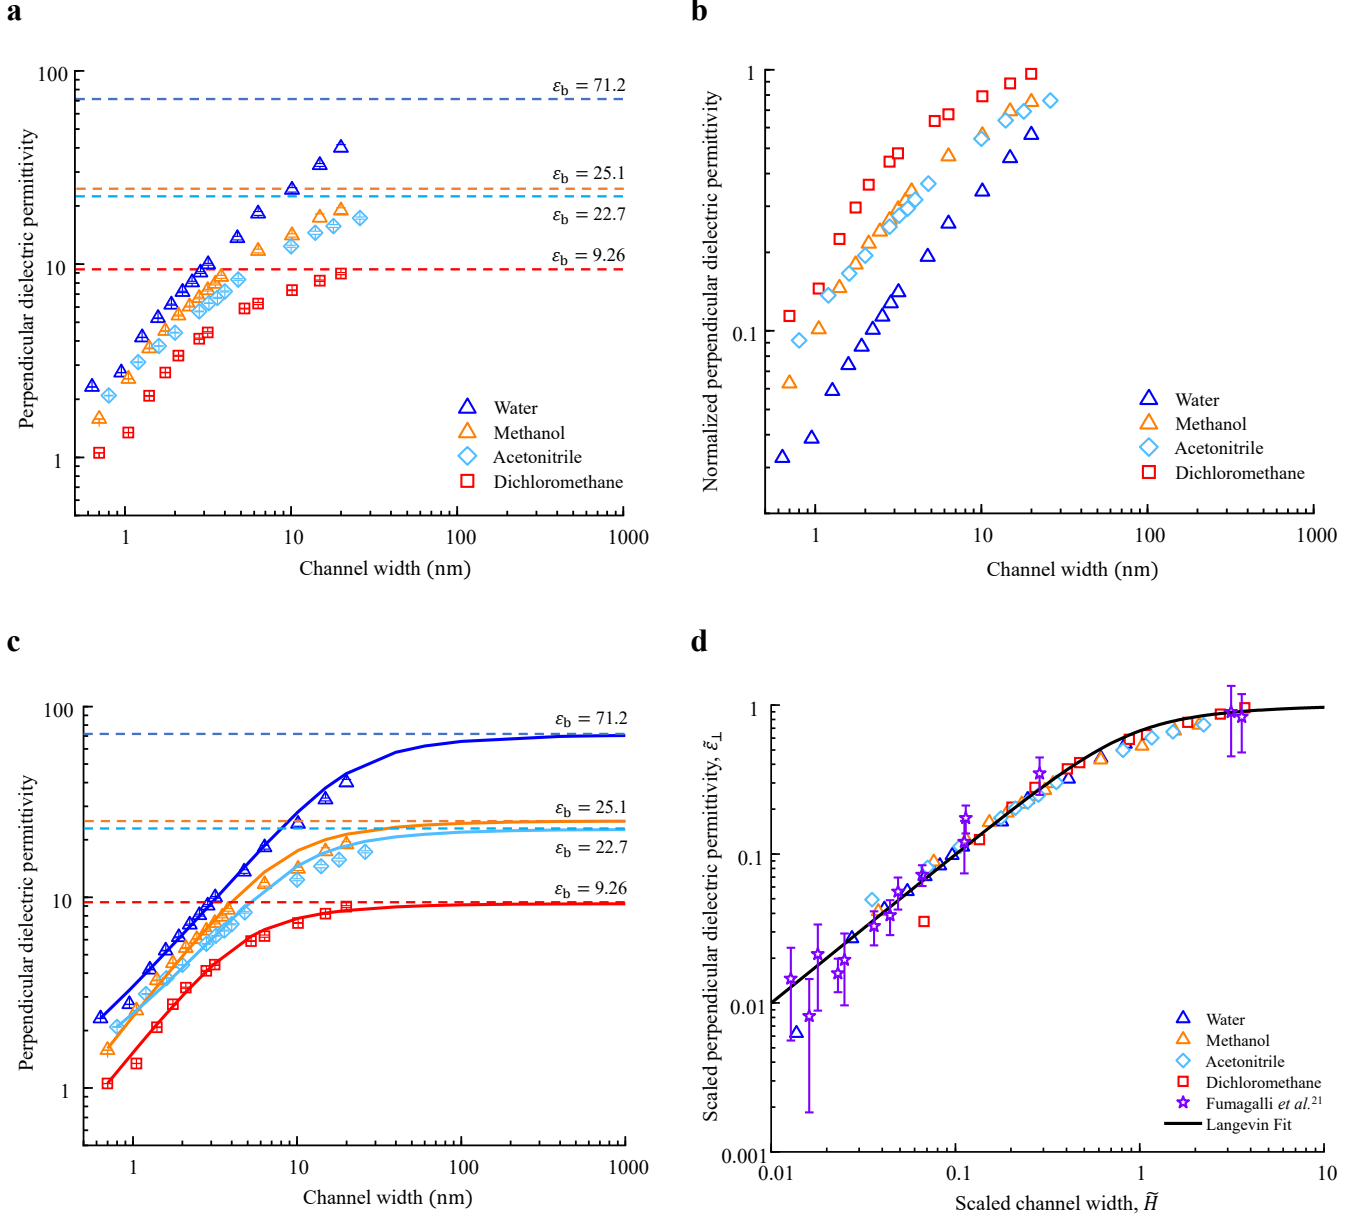 a
Perpendicular dielectric permittivity
100
10
1
εb = 71.2
εb = 25.1
εb = 22.7
εb = 9.26
Water
Methanol
Acetonitrile
Dichloromethane
1 10 100 1000
Channel width (nm)
b
Normalized perpendicular dielectric permittivity
1
0.1
Water
Methanol
Acetonitrile
Dichloromethane
1 10 100 1000
Channel width (nm)
c
Perpendicular dielectric permittivity
100
10
1
εb = 71.2
εb = 25.1
εb = 22.7
εb = 9.26
1 10 100 1000
Channel width (nm)
d
Scaled perpendicular dielectric permittivity, ε̃⊥
1
0.1
0.01
0.001
Water
Methanol
Acetonitrile
Dichloromethane
Fumagalli et al.21
Langevin Fit
0.01 0.1 1 10
Scaled channel width, H̃